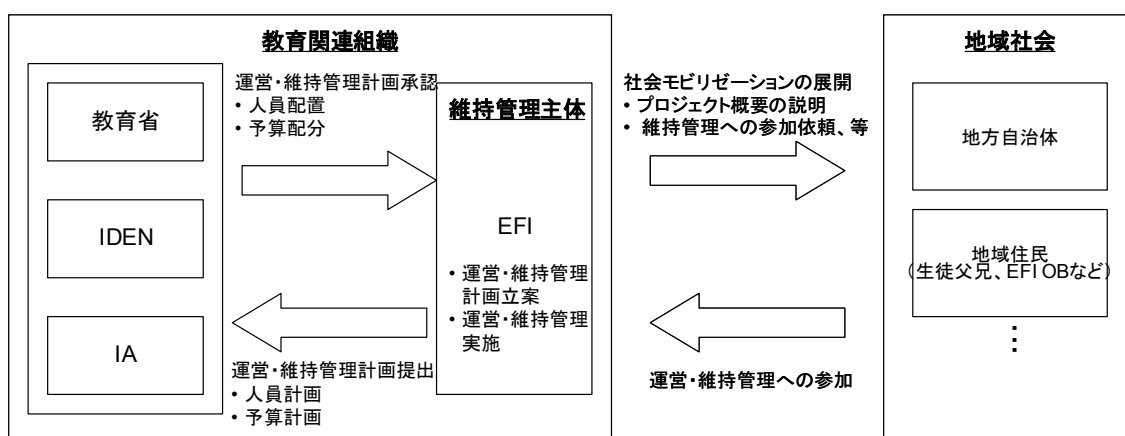 教育関連組織
教育省
IDEN
IA
運営・維持管理計画承認
• 人員配置
• 予算配分
運営・維持管理計画提出
• 人員計画
• 予算計画
維持管理主体
EFI
• 運営・維持管理
計画立案
• 運営・維持管理
実施
社会モビリゼーションの展開
• プロジェクト概要の説明
• 維持管理への参加依頼、等
運営・維持管理への参加
地域社会
地方自治体
地域住民
(生徒父兄、EFI OBなど)
⋮